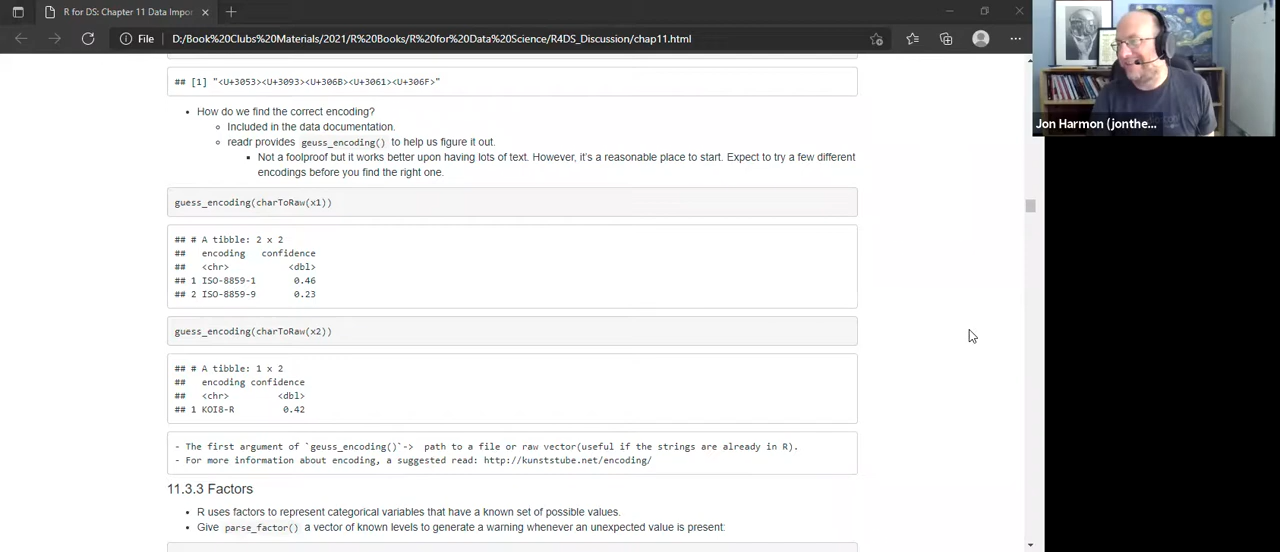 R for DS: Chapter 11 Data Impor
File
D:/Book%20Clubs%20Materials/2021/R%20Books/R%20for%20Data%20Science/R4DS_Discussion/chap11.html
## [1] "<U+3053><U+3093><U+306B><U+3061><U+306F>"
• How do we find the correct encoding?
Included in the data documentation.
readr provides geuss_encoding() to help us figure it out.
Not a foolproof but it works better upon having lots of text. However, it's a reasonable place to start. Expect to try a few different
encodings before you find the right one.
guess_encoding(charToRaw(x1))
## # A tibble: 2 x 2
## encoding confidence
## <chr> <dbl>
## 1 ISO-8859-1 0.46
## 2 ISO-8859-9 0.23
guess_encoding(charToRaw(x2))
## # A tibble: 1 x 2
## encoding confidence
## <chr> <dbl>
## 1 KOI8-R 0.42
- The first argument of `geuss_encoding()`-> path to a file or raw vector(useful if the strings are already in R).
- For more information about encoding, a suggested read: http://kunststube.net/encoding/
11.3.3 Factors
• R uses factors to represent categorical variables that have a known set of possible values.
• Give parse_factor() a vector of known levels to generate a warning whenever an unexpected value is present:
Jon Harmon (jonthe...